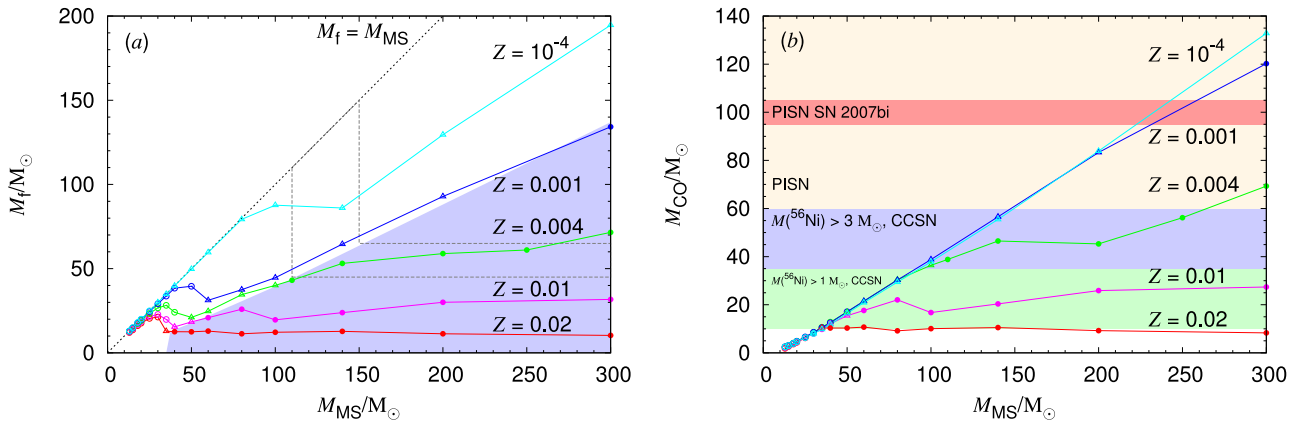 (a)
M_f = M_MS
Z = 10^-4
Z = 0.001
Z = 0.004
Z = 0.01
Z = 0.02
M_f/M_⊙
200
150
100
50
0
0 50 100 150 200 250 300
M_MS/M_⊙
(b)
Z = 10^-4
PISN SN 2007bi
Z = 0.001
PISN
Z = 0.004
M(^56Ni) > 3 M_⊙, CCSN
M(^56Ni) > 1 M_⊙, CCSN
Z = 0.01
Z = 0.02
M_CO/M_⊙
140
120
100
80
60
40
20
0
0 50 100 150 200 250 300
M_MS/M_⊙